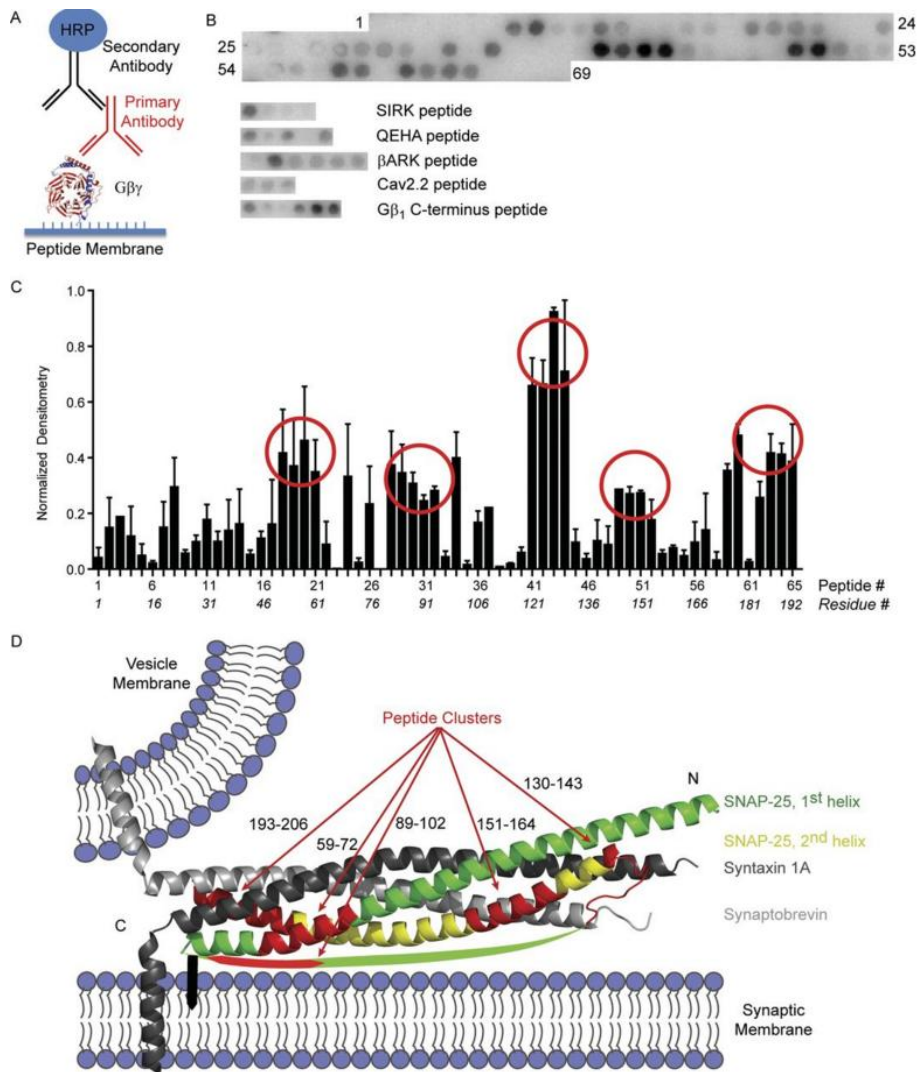 A
HRP
Secondary
Antibody
Primary
Antibody
Gβγ
Peptide Membrane
B
1
24
25
53
54
69
SIRK peptide
QEHA peptide
βARK peptide
Cav2.2 peptide
Gβ₁ C-terminus peptide
C
Normalized Densitometry
1.0
0.8
0.6
0.4
0.2
0.0
1 6 11 16 21 26 31 36 41 46 51 56 61 65 Peptide #
1 16 31 46 61 76 91 106 121 136 151 166 181 192 Residue #
D
Vesicle
Membrane
Peptide Clusters
130-143
N
193-206
59-72
89-102
151-164
SNAP-25, 1st helix
SNAP-25, 2nd helix
Syntaxin 1A
Synaptobrevin
C
Synaptic
Membrane